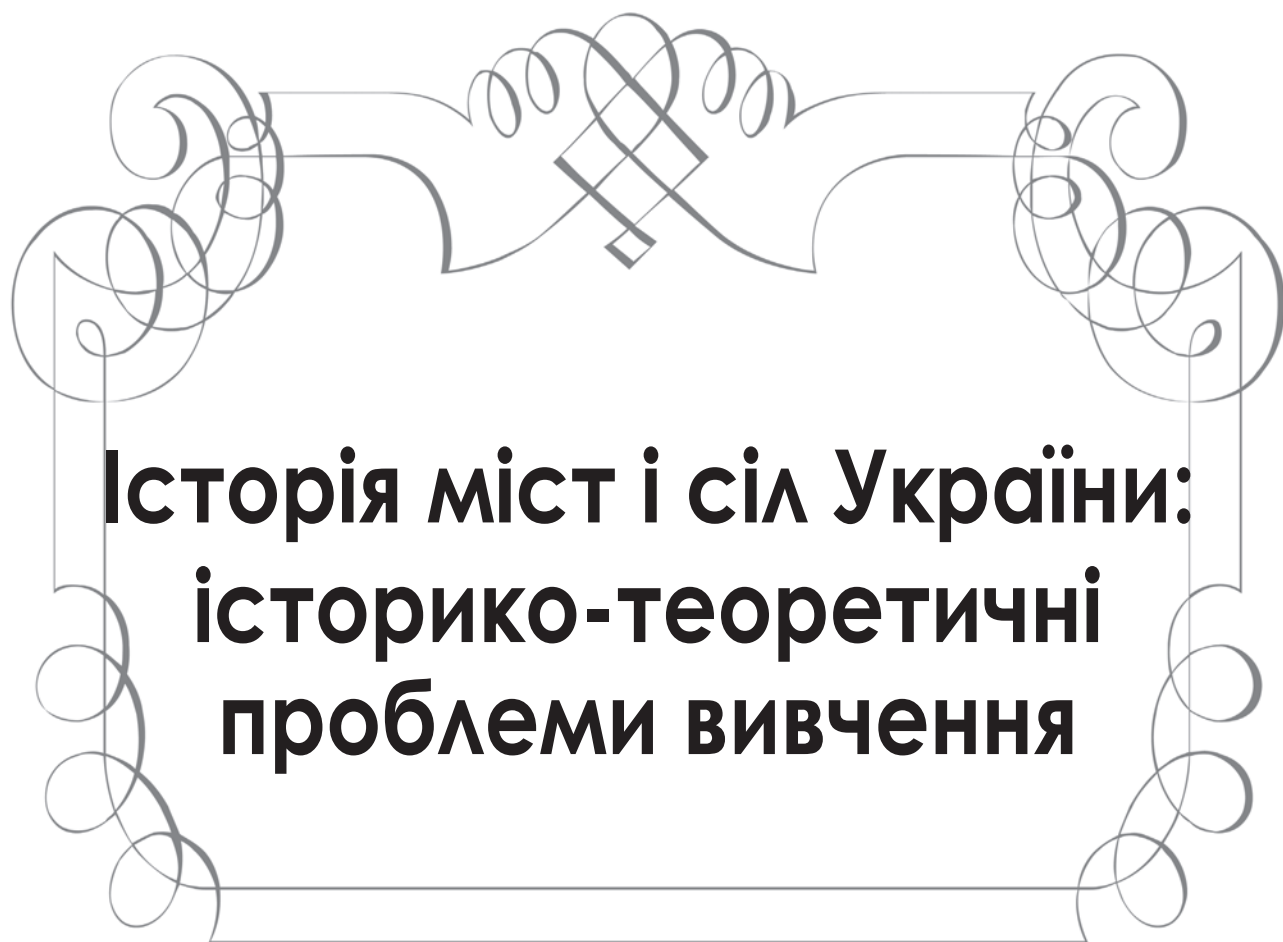 Історія міст і сіл України:
історико-теоретичні
проблеми вивчення